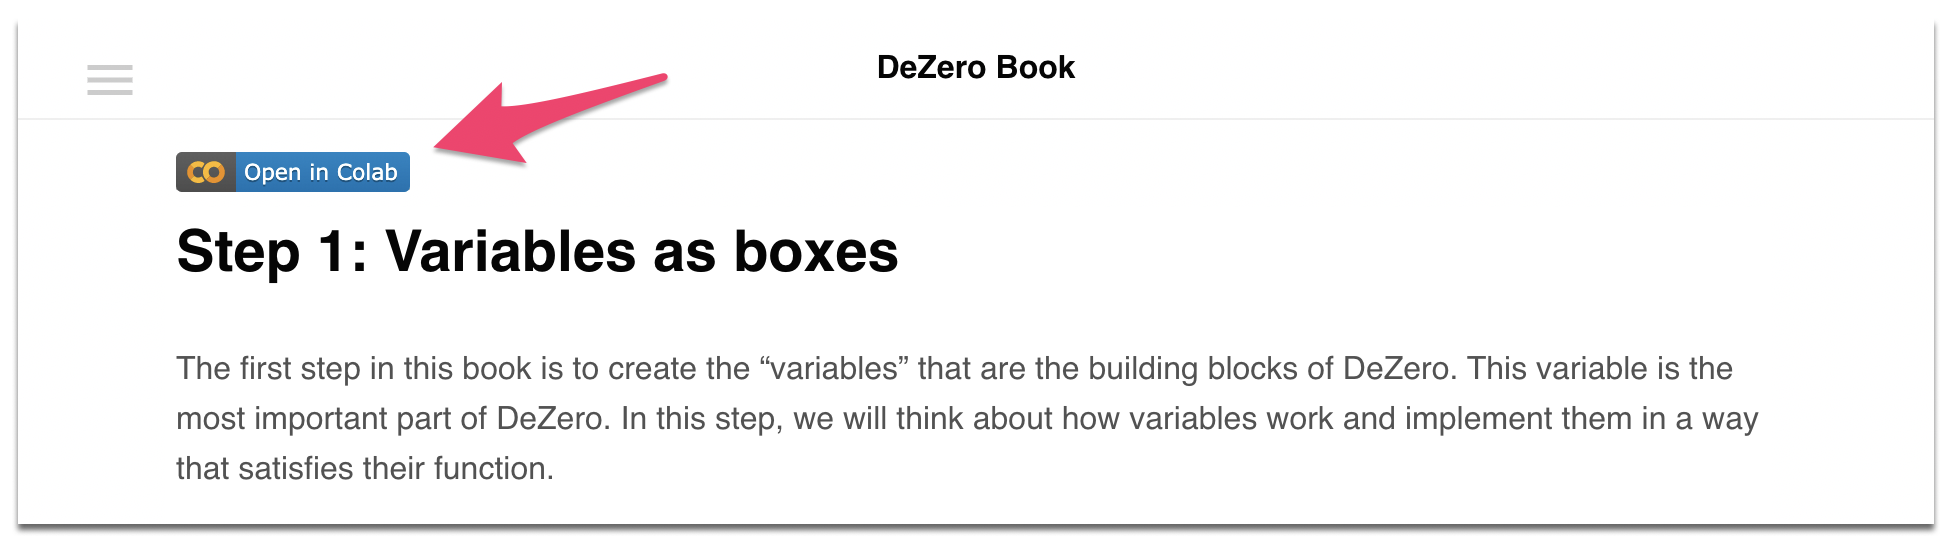 DeZero Book
Open in Colab
Step 1: Variables as boxes
The first step in this book is to create the “variables” that are the building blocks of DeZero. This variable is the
most important part of DeZero. In this step, we will think about how variables work and implement them in a way
that satisfies their function.